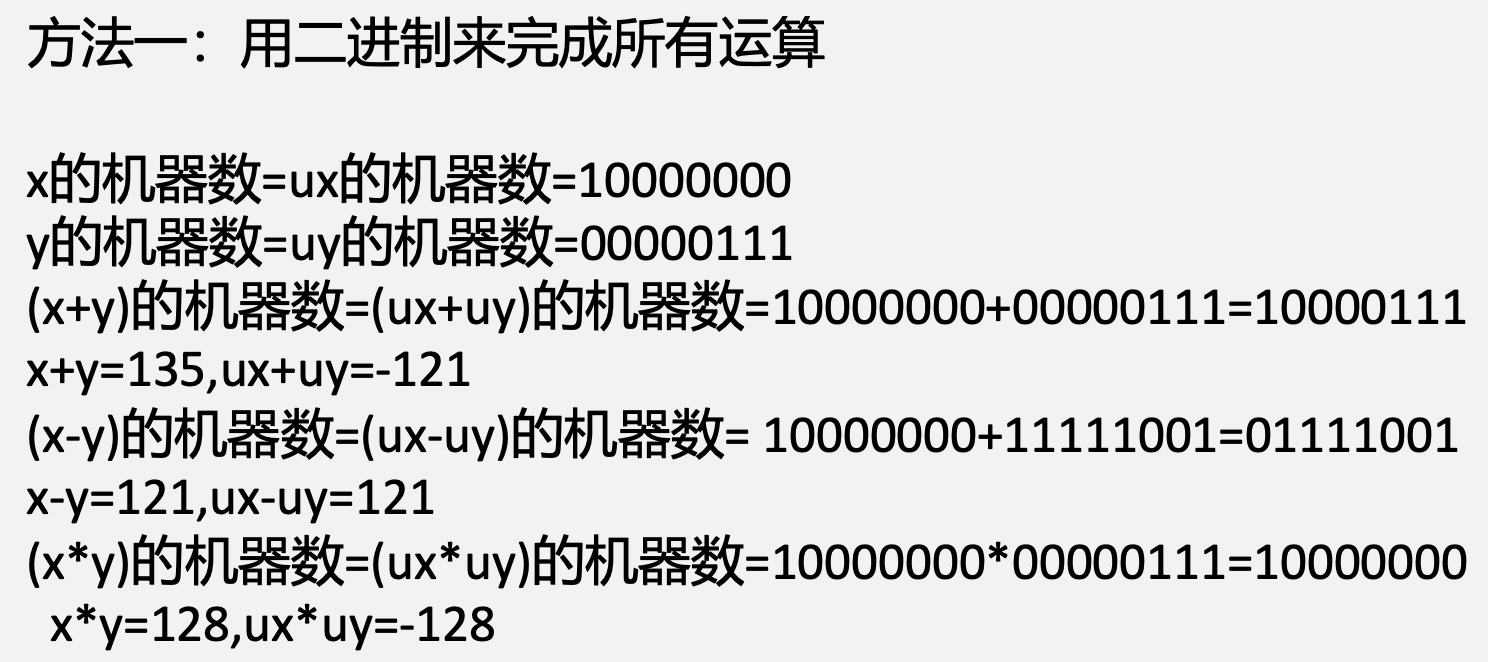 方法一：用二进制来完成所有运算
x的机器数=ux的机器数=10000000
y的机器数=uy的机器数=00000111
(x+y)的机器数=(ux+uy)的机器数=10000000+00000111=10000111
x+y=135,ux+uy=-121
(x-y)的机器数=(ux-uy)的机器数= 10000000+11111001=01111001
x-y=121,ux-uy=121
(x*y)的机器数=(ux*uy)的机器数=10000000*00000111=10000000
x*y=128,ux*uy=-128